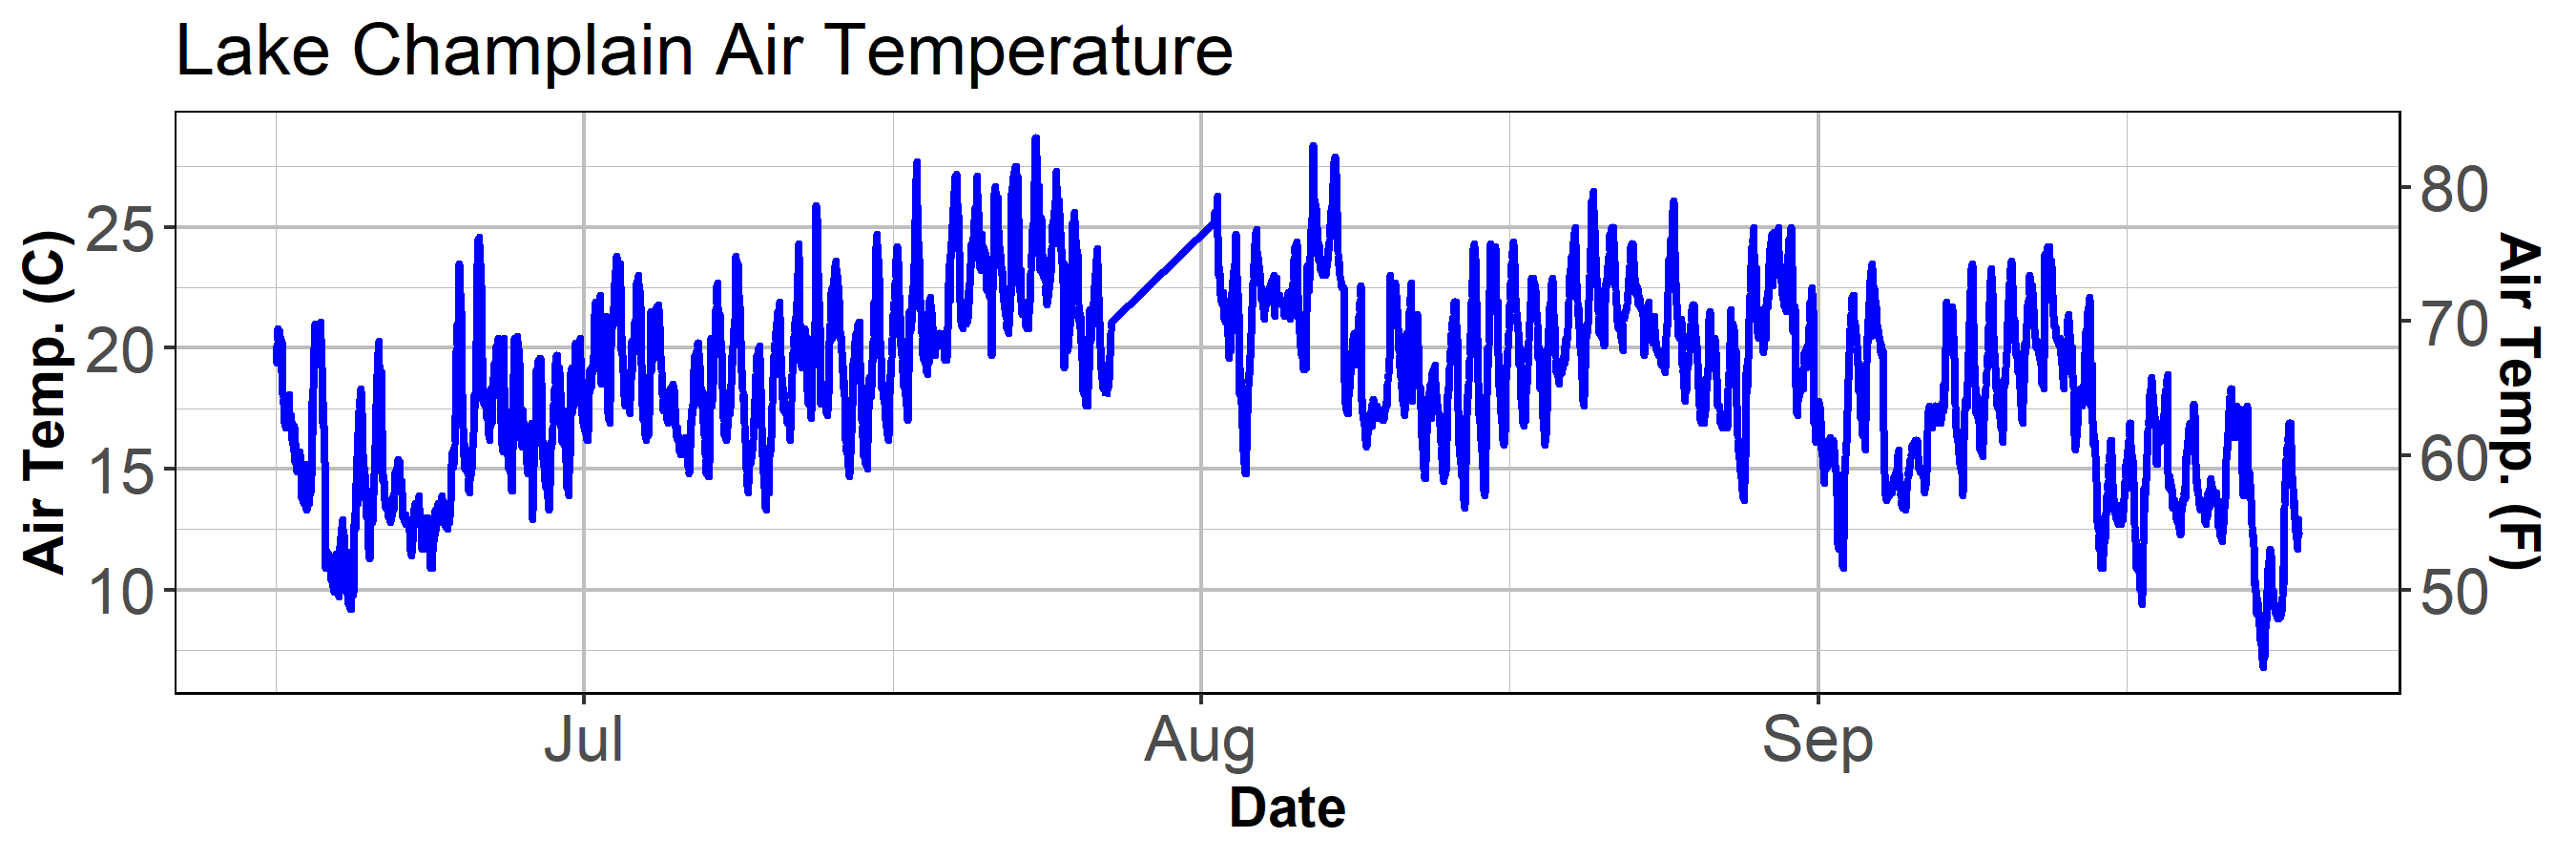 Lake Champlain Air Temperature
Air Temp. (C)
25
20
15
10
80
70
60
50
Air Temp. (F)
Jul Aug Sep
Date